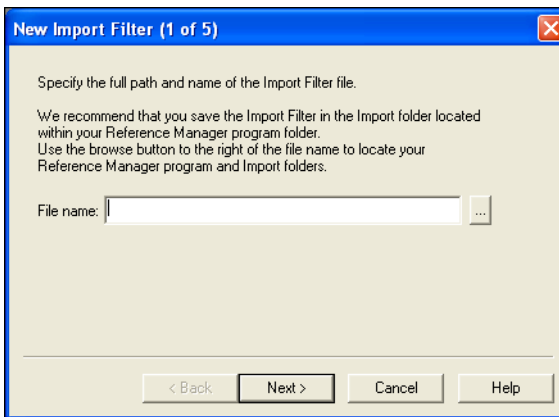 New Import Filter (1 of 5)
Specify the full path and name of the Import Filter file.
We recommend that you save the Import Filter in the Import folder located
within your Reference Manager program folder.
Use the browse button to the right of the file name to locate your
Reference Manager program and Import folders.
File name:
...
< Back Next > Cancel Help